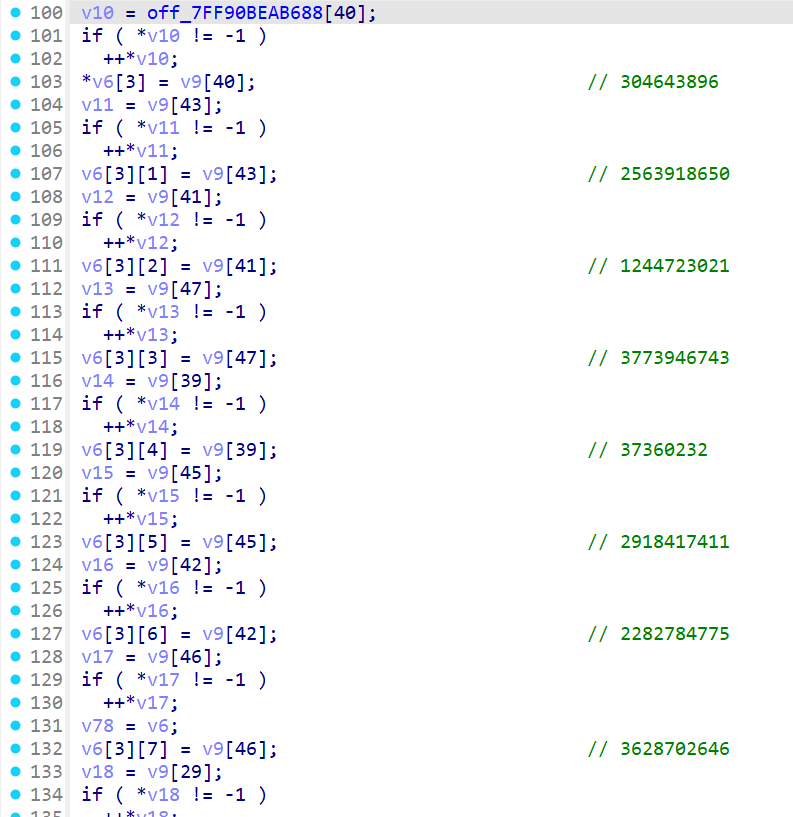 100 v10 = off_7FF90BEAB688[40];
101 if ( *v10 != -1 )
102 ++*v10;
103 *v6[3] = v9[40]; // 304643896
104 v11 = v9[43];
105 if ( *v11 != -1 )
106 ++*v11;
107 v6[3][1] = v9[43]; // 2563918650
108 v12 = v9[41];
109 if ( *v12 != -1 )
110 ++*v12;
111 v6[3][2] = v9[41]; // 1244723021
112 v13 = v9[47];
113 if ( *v13 != -1 )
114 ++*v13;
115 v6[3][3] = v9[47]; // 3773946743
116 v14 = v9[39];
117 if ( *v14 != -1 )
118 ++*v14;
119 v6[3][4] = v9[39]; // 37360232
120 v15 = v9[45];
121 if ( *v15 != -1 )
122 ++*v15;
123 v6[3][5] = v9[45]; // 2918417411
124 v16 = v9[42];
125 if ( *v16 != -1 )
126 ++*v16;
127 v6[3][6] = v9[42]; // 2282784775
128 v17 = v9[46];
129 if ( *v17 != -1 )
130 ++*v17;
131 v78 = v6;
132 v6[3][7] = v9[46]; // 3628702646
133 v18 = v9[29];
134 if ( *v18 != -1 )
135 ++*v18;